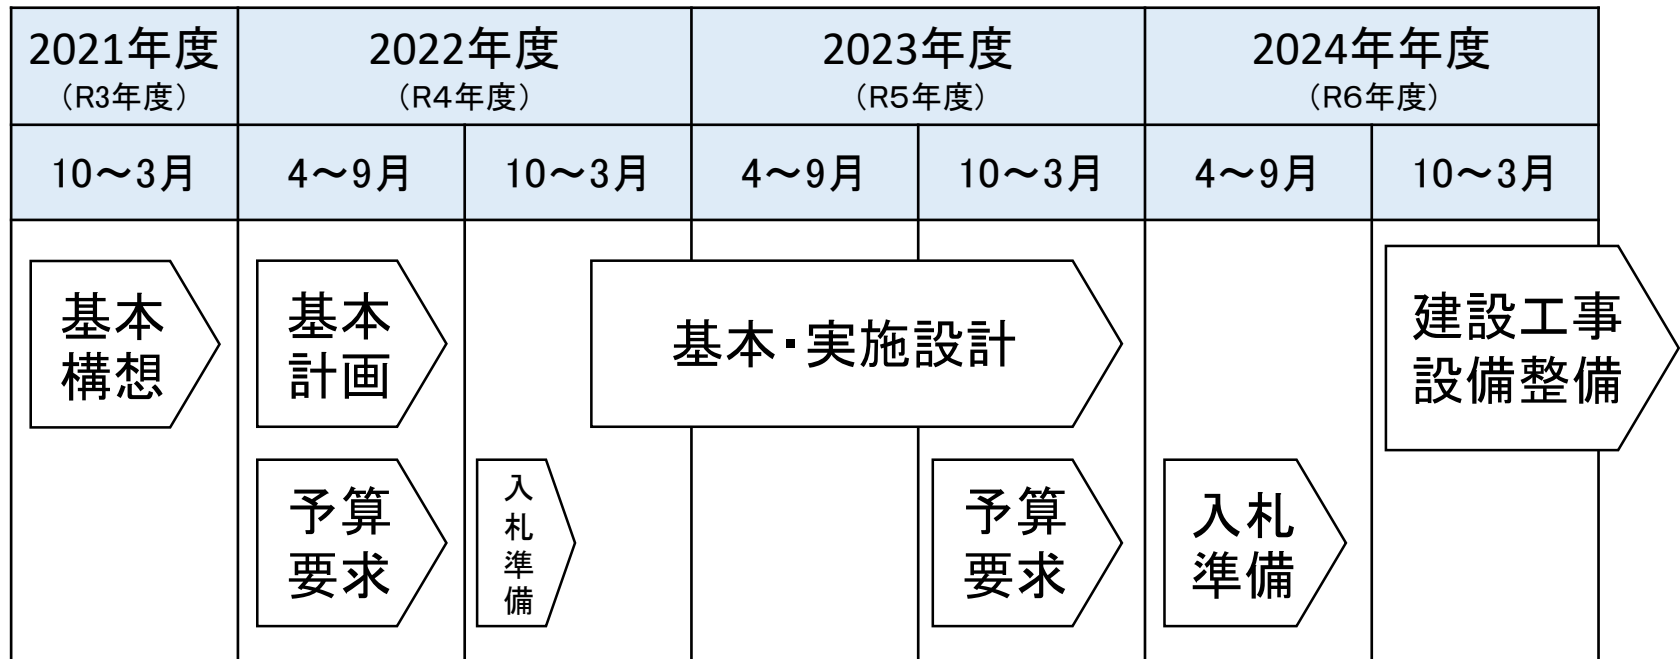 2021年度
（R3年度）
2022年度
（R4年度）
2023年度
（R5年度）
2024年年度
（R6年度）
10～3月
4～9月
10～3月
4～9月
10～3月
4～9月
10～3月
基本
構想
基本
計画
基本・実施設計
建設工事
設備整備
予算
要求
入
札
準
備
予算
要求
入札
準備